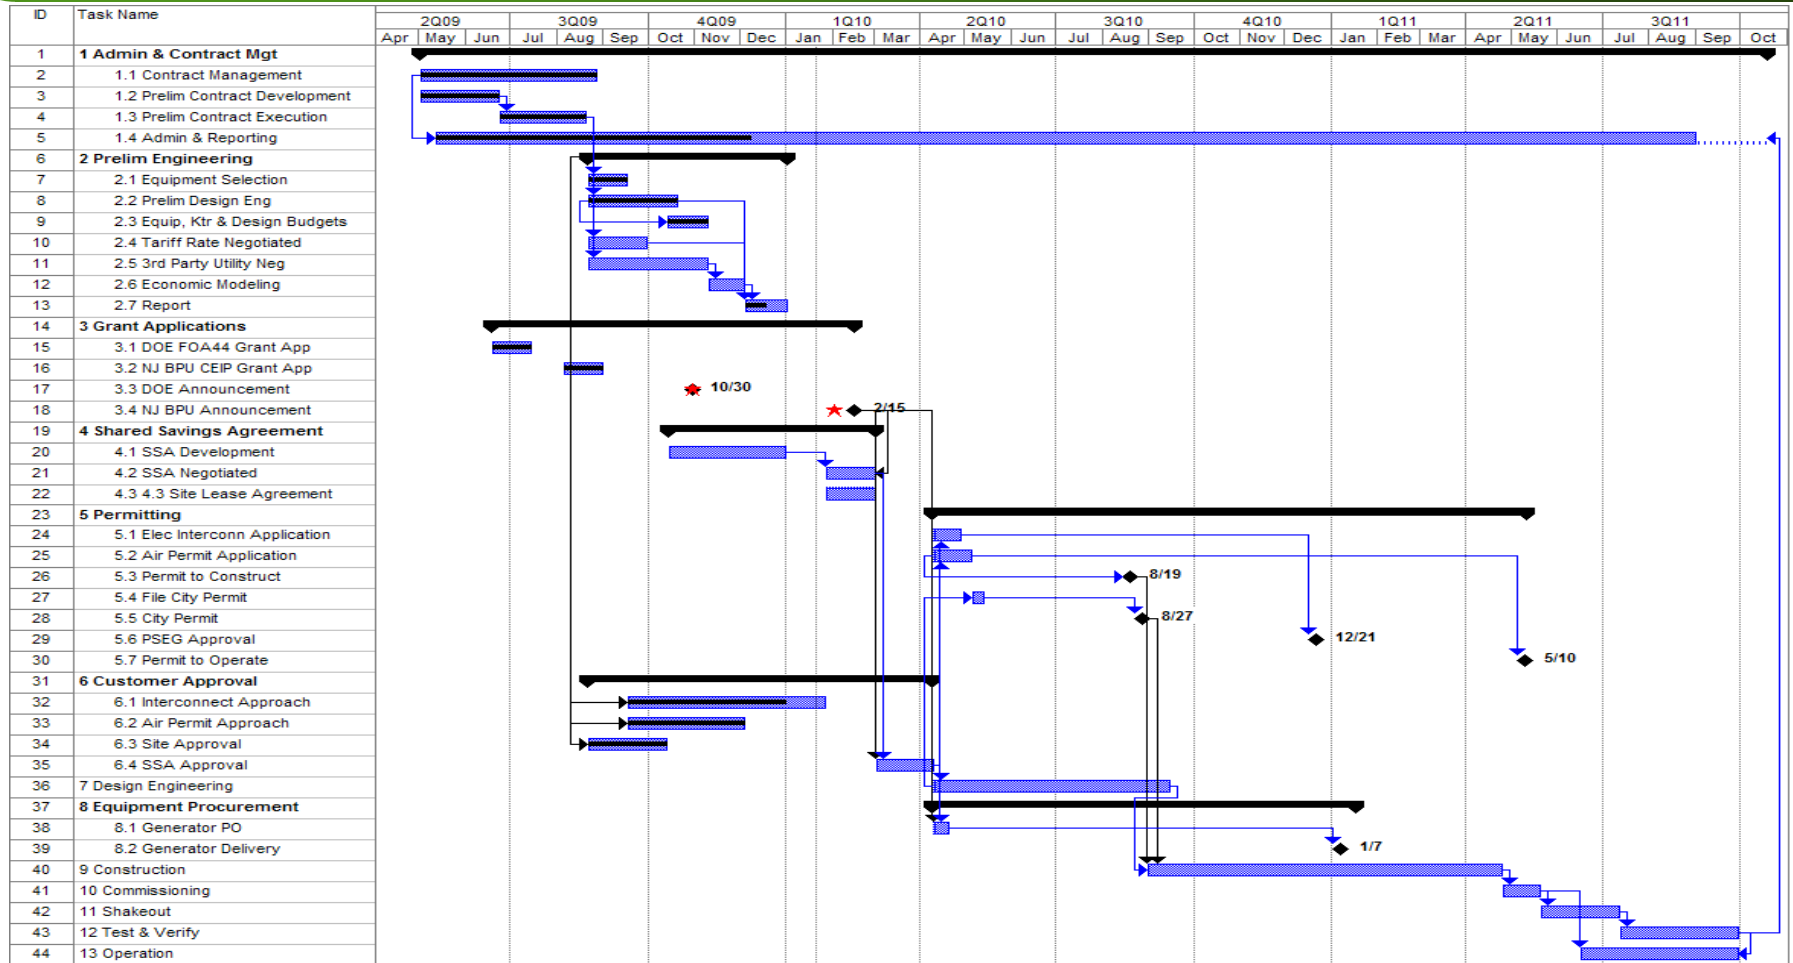 ID Task Name 2Q09 3Q09 4Q09 1Q10 2Q10 3Q10 4Q10 1Q11 2Q11 3Q11
Apr May Jun Jul Aug Sep Oct Nov Dec Jan Feb Mar Apr May Jun Jul Aug Sep Oct Nov Dec Jan Feb Mar Apr May Jun Jul Aug Sep Oct
1 1 Admin & Contract Mgt
2 1.1 Contract Management
3 1.2 Prelim Contract Development
4 1.3 Prelim Contract Execution
5 1.4 Admin & Reporting
6 2 Prelim Engineering
7 2.1 Equipment Selection
8 2.2 Prelim Design Eng
9 2.3 Equip, Ktr & Design Budgets
10 2.4 Tariff Rate Negotiated
11 2.5 3rd Party Utility Neg
12 2.6 Economic Modeling
13 2.7 Report
14 3 Grant Applications
15 3.1 DOE FOA44 Grant App
16 3.2 NJ BPU CEIP Grant App
17 3.3 DOE Announcement 10/30
18 3.4 NJ BPU Announcement 2/15
19 4 Shared Savings Agreement
20 4.1 SSA Development
21 4.2 SSA Negotiated
22 4.3 4.3 Site Lease Agreement
23 5 Permitting
24 5.1 Elec Interconn Application
25 5.2 Air Permit Application
26 5.3 Permit to Construct 8/19
27 5.4 File City Permit
28 5.5 City Permit 8/27
29 5.6 PSEG Approval 12/21
30 5.7 Permit to Operate 5/10
31 6 Customer Approval
32 6.1 Interconnect Approach
33 6.2 Air Permit Approach
34 6.3 Site Approval
35 6.4 SSA Approval
36 7 Design Engineering
37 8 Equipment Procurement
38 8.1 Generator PO
39 8.2 Generator Delivery 1/7
40 9 Construction
41 10 Commissioning
42 11 Shakeout
43 12 Test & Verify
44 13 Operation